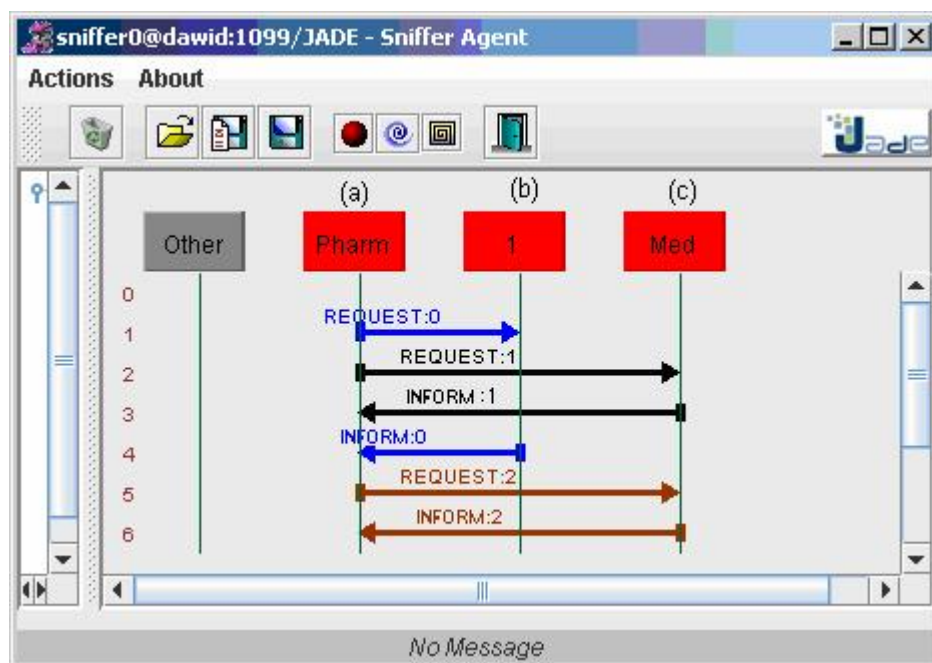 sniffer0@dawid:1099/JADE - Sniffer Agent
Actions About
Jade
(a) (b) (c)
Other Pharm 1 Med
0
REQUEST:0
1
REQUEST:1
2
INFORM :1
3
INFORM:0
4
REQUEST:2
5
INFORM:2
6
No Message